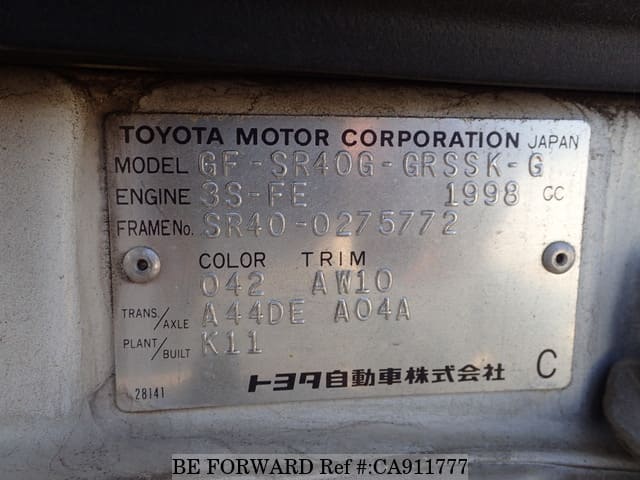 TOYOTA MOTOR CORPORATION JAPAN
MODEL GF-SR40G-GRSSK-G
ENGINE 3S-FE 1998 CC
FRAME No. SR40-0275772
COLOR TRIM
042 AW10
TRANS./AXLE A44DE A04A
PLANT/BUILT K11
トヨタ自動車株式会社 C
28141
BE FORWARD Ref #:CA911777